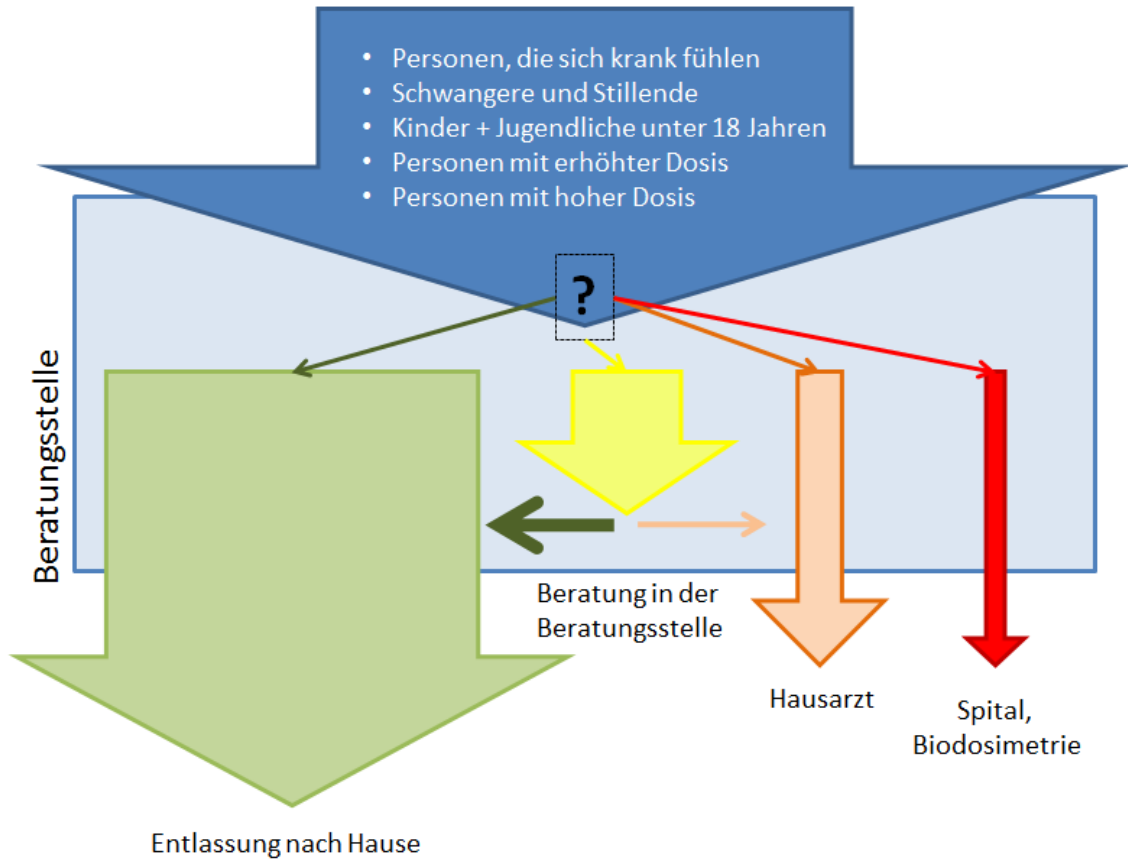 • Personen, die sich krank fühlen
• Schwangere und Stillende
• Kinder + Jugendliche unter 18 Jahren
• Personen mit erhöhter Dosis
• Personen mit hoher Dosis
?
Beratungsstelle
Beratung in der
Beratungsstelle
Hausarzt
Spital,
Biodosimetrie
Entlassung nach Hause